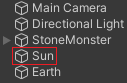 Main Camera
Directional Light
StoneMonster
Sun
Earth